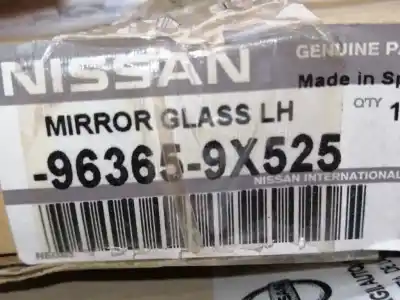 NISSAN
GENUINE PA
Made in Sp
MIRROR GLASS LH
QTY
1
-96365-9X525
NISSAN INTERNATIONAL